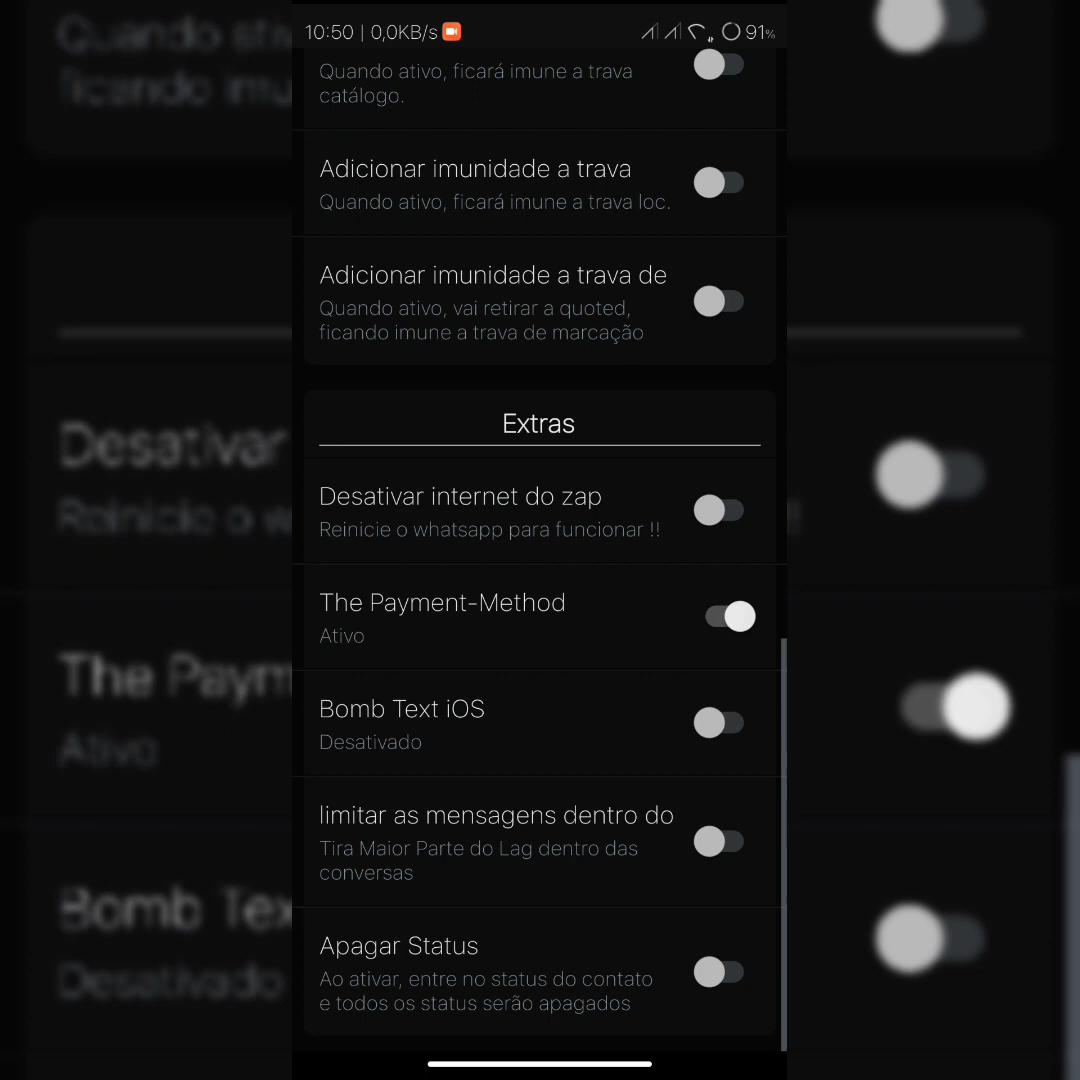 10:50 | 0,0KB/s
91%
Quando ativo, ficará imune a trava
catálogo.
Adicionar imunidade a trava
Quando ativo, ficará imune a trava loc.
Adicionar imunidade a trava de
Quando ativo, vai retirar a quoted,
ficando imune a trava de marcação
Extras
Desativar internet do zap
Reinicie o whatsapp para funcionar !!
The Payment-Method
Ativo
Bomb Text iOS
Desativado
limitar as mensagens dentro do
Tira Maior Parte do Lag dentro das
conversas
Apagar Status
Ao ativar, entre no status do contato
e todos os status serão apagados